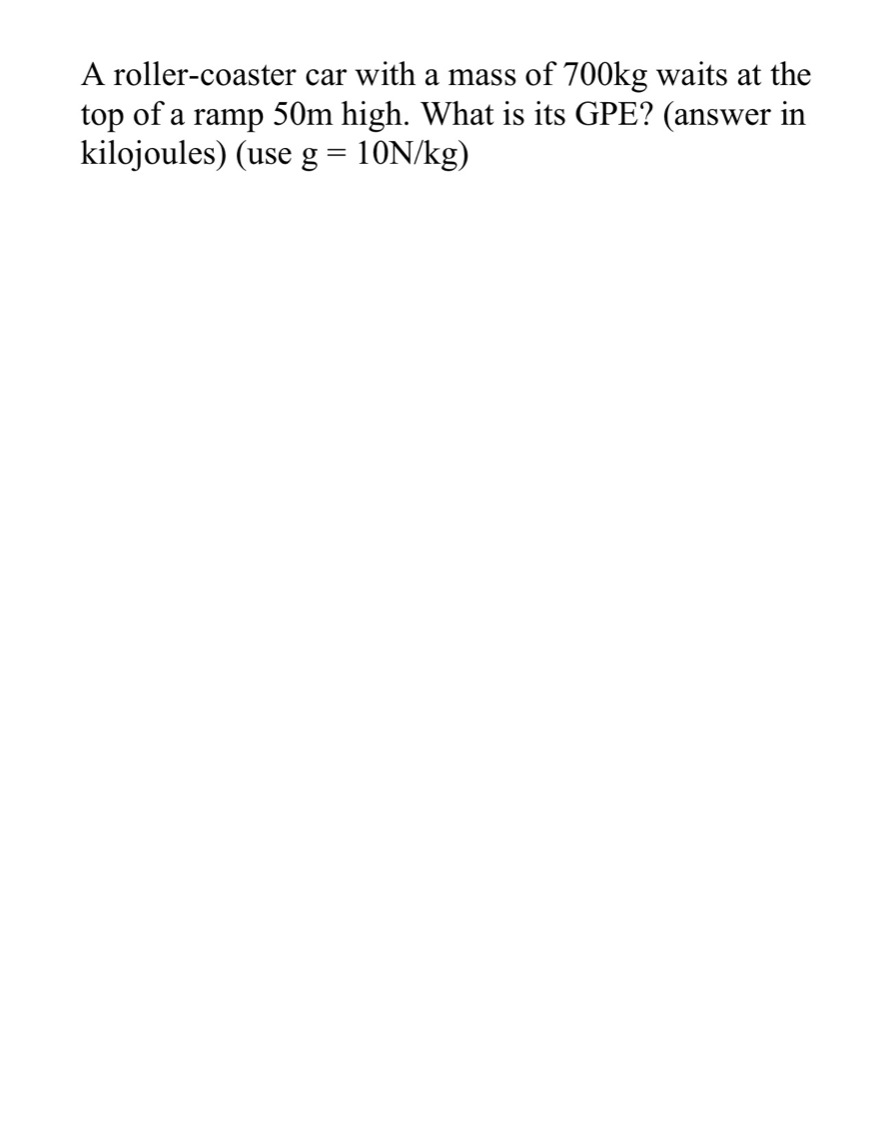 A roller-coaster car with a mass of 700kg waits at the
top of a ramp 50m high. What is its GPE? (answer in
kilojoules) (use g = 10N/kg)